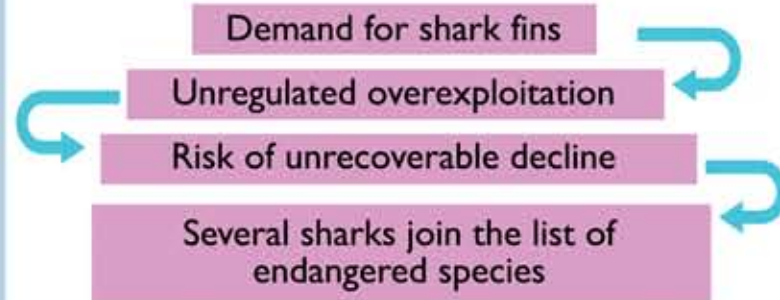 Demand for shark fins
Unregulated overexploitation
Risk of unrecoverable decline
Several sharks join the list of
endangered species